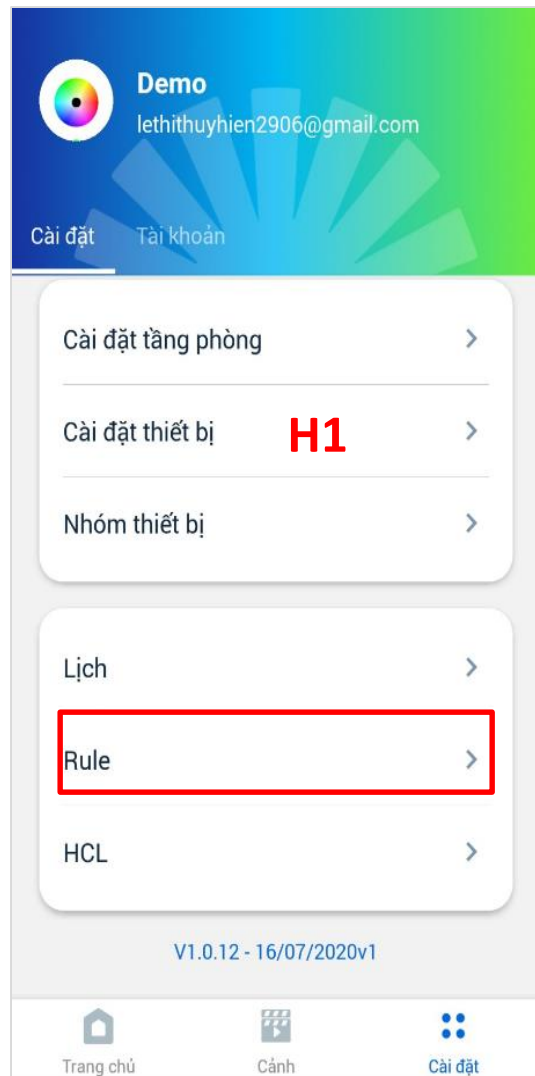 Demo
lethithuyhien2906@gmail.com
Cài đặt Tài khoản
Cài đặt tầng phòng
Cài đặt thiết bị H1
Nhóm thiết bị
Lịch
Rule
HCL
V1.0.12 - 16/07/2020v1
Trang chủ Cảnh Cài đặt